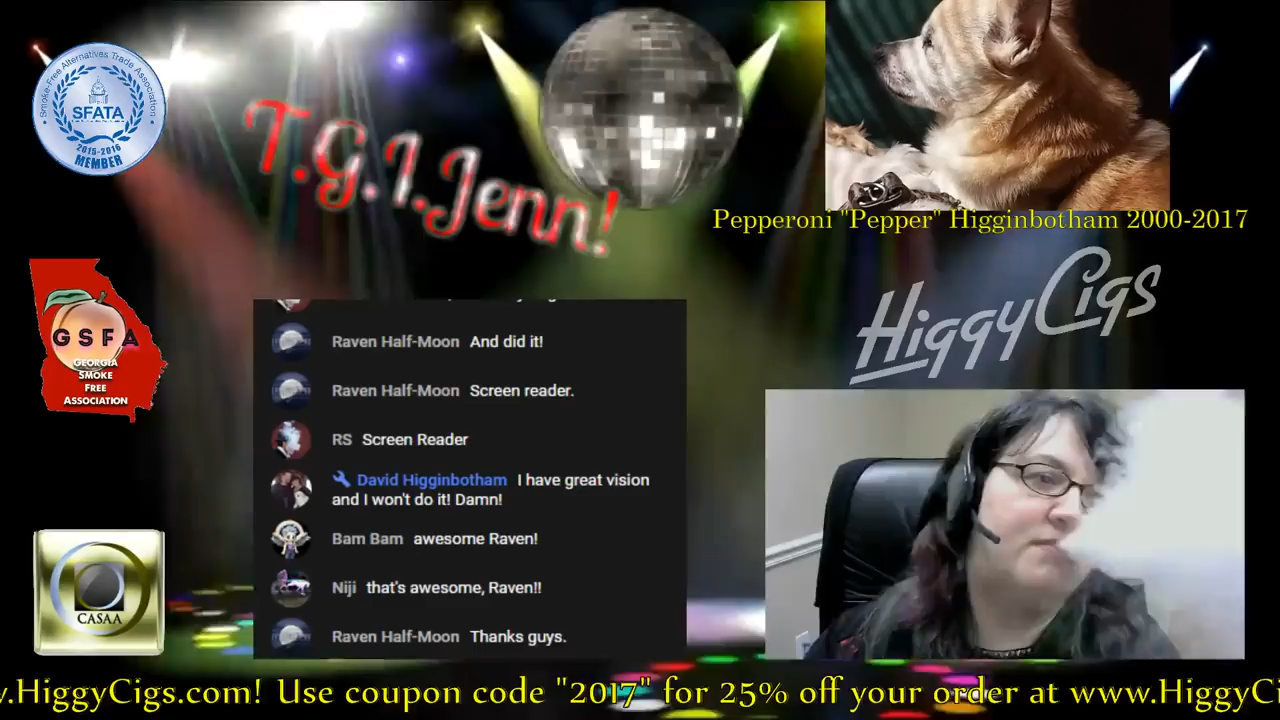 Smoke-Free Alternatives Trade Association
SFATA
2015-2016
MEMBER
T.G.I.Jenn!
Pepperoni "Pepper" Higginbotham 2000-2017
HiggyCigs
GSFA
GEORGIA
SMOKE
FREE
ASSOCIATION
Raven Half-Moon And did it!
Raven Half-Moon Screen reader.
RS Screen Reader
David Higginbotham I have great vision
and I won't do it! Damn!
Bam Bam awesome Raven!
Niji that's awesome, Raven!!
Raven Half-Moon Thanks guys.
CASAA
.HiggyCigs.com! Use coupon code "2017" for 25% off your order at www.HiggyCi